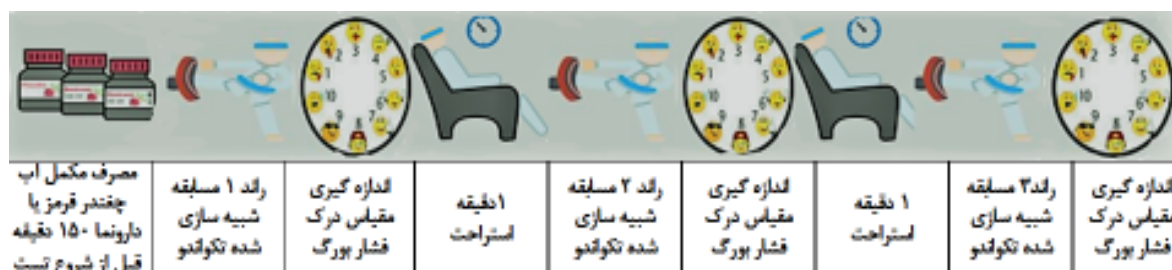 مصرف مکمل آب
چغندر قرمز یا
دارونما ۱۵۰ دقیقه
قبل از شروع تست
راند ۱ مسابقه
شبیه سازی
شده تکواندو
اندازه گیری
مقیاس درک
فشار بورگ
۱دقیقه
استراحت
راند ۲ مسابقه
شبیه سازی
شده تکواندو
اندازه گیری
مقیاس درک
فشار بورگ
۱ دقیقه
استراحت
راند۳ مسابقه
شبیه سازی
شده تکواندو
اندازه گیری
مقیاس درک
فشار بورگ